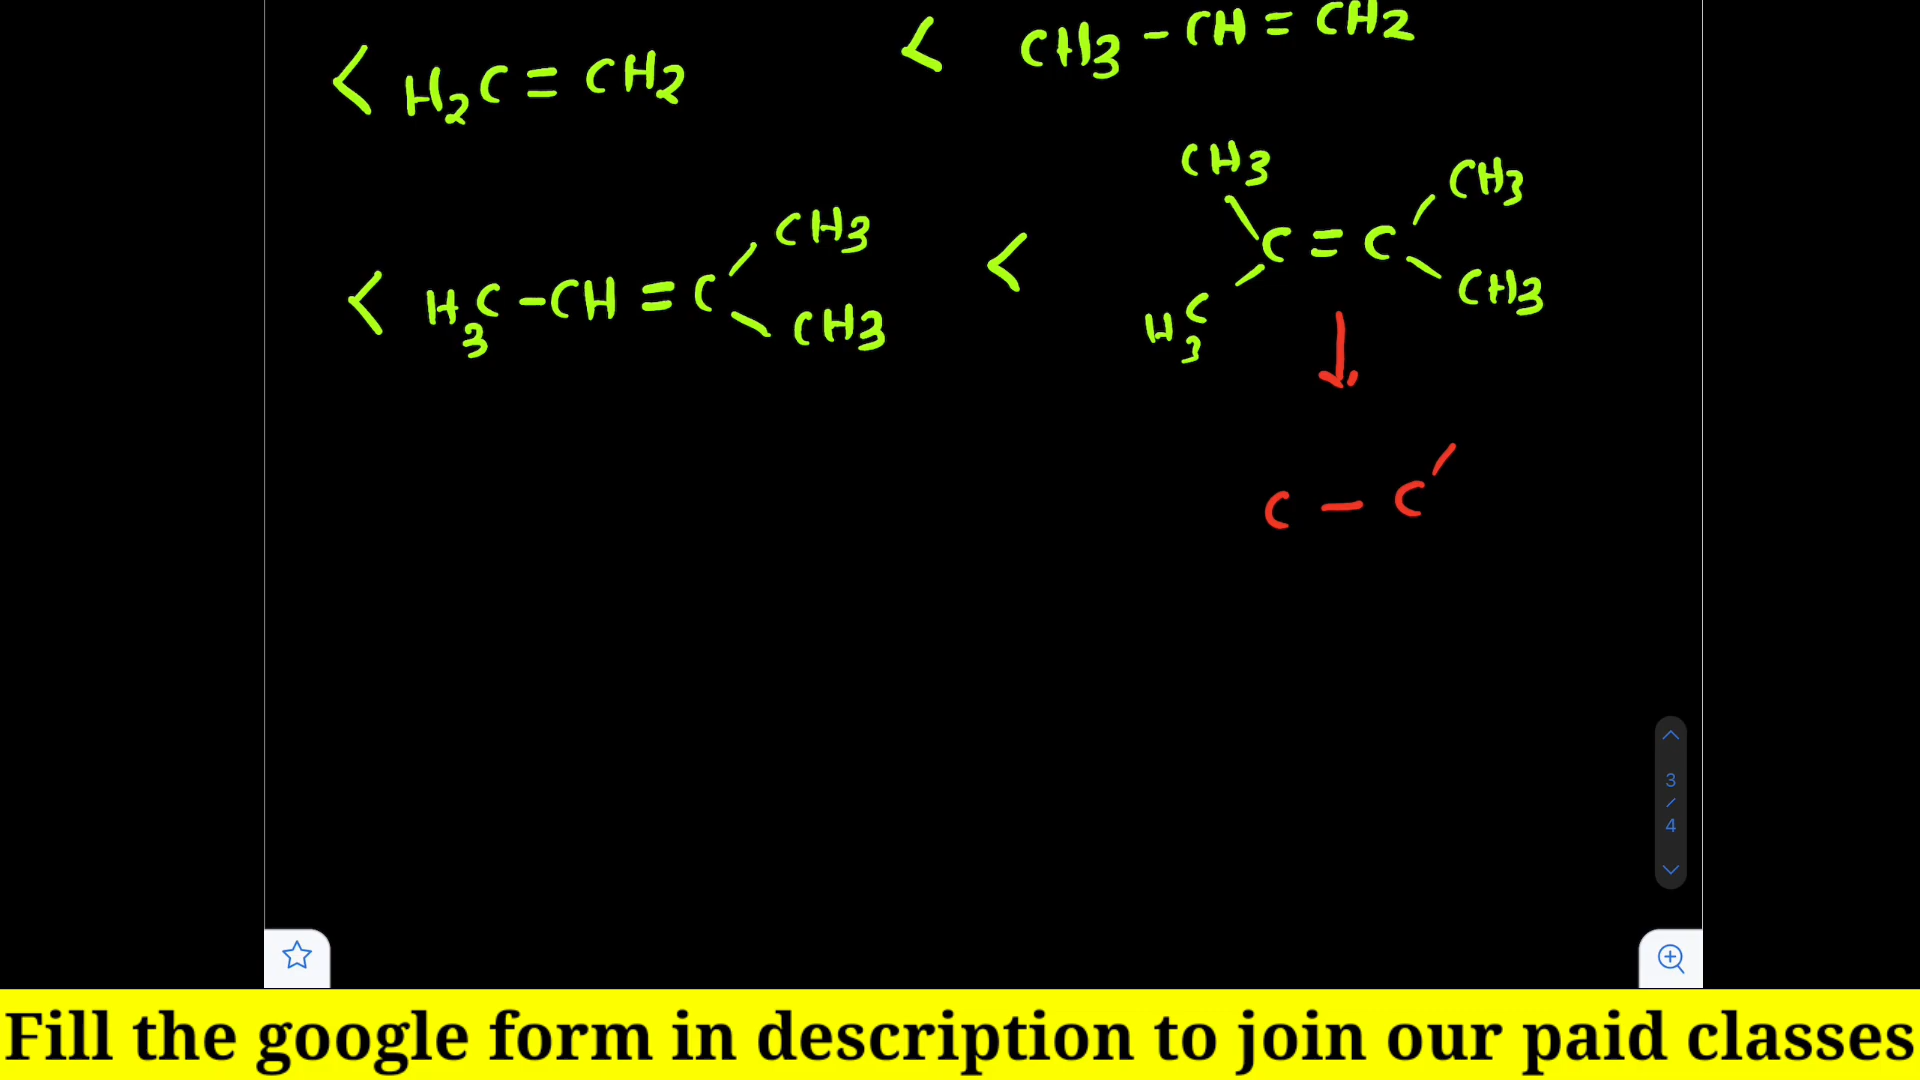 < H2C = CH2 < CH3 - CH = CH2
< H3C - CH = C CH3 CH3 < CH3 H3C C = C CH3 CH3
C - C
3
/
4
Fill the google form in description to join our paid classes